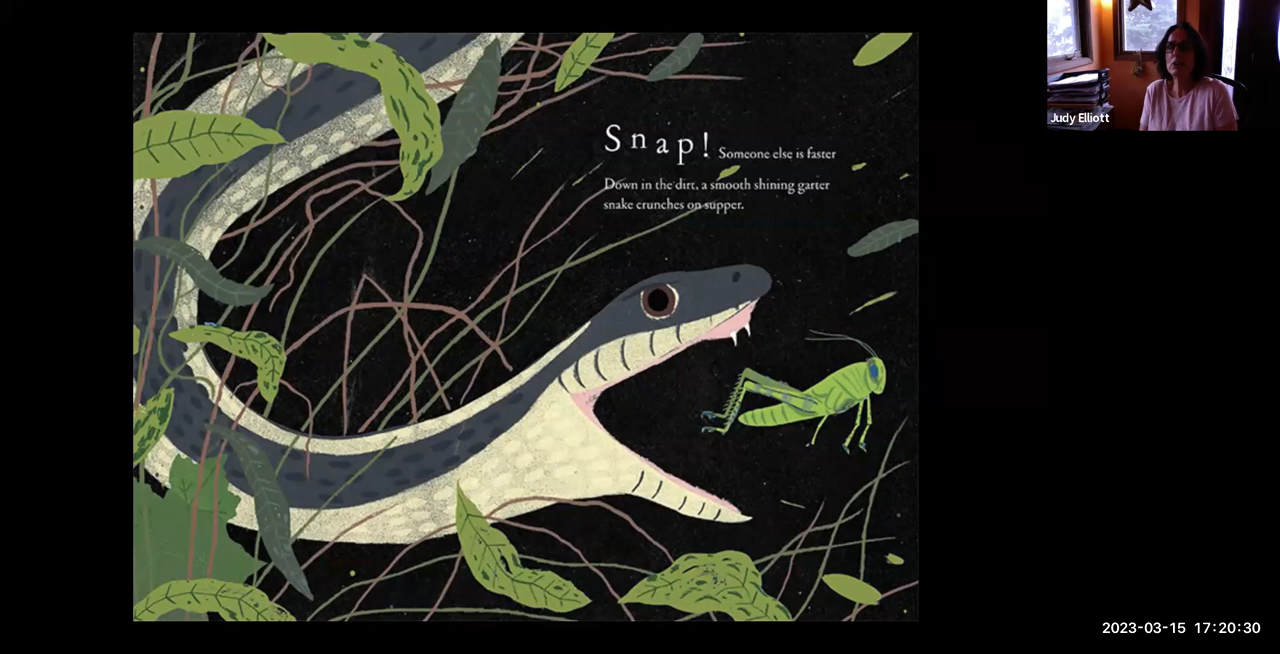 Snap! Someone else is faster
Down in the dirt, a smooth shining garter
snake crunches on supper.
Judy Elliott
2023-03-15 17:20:30